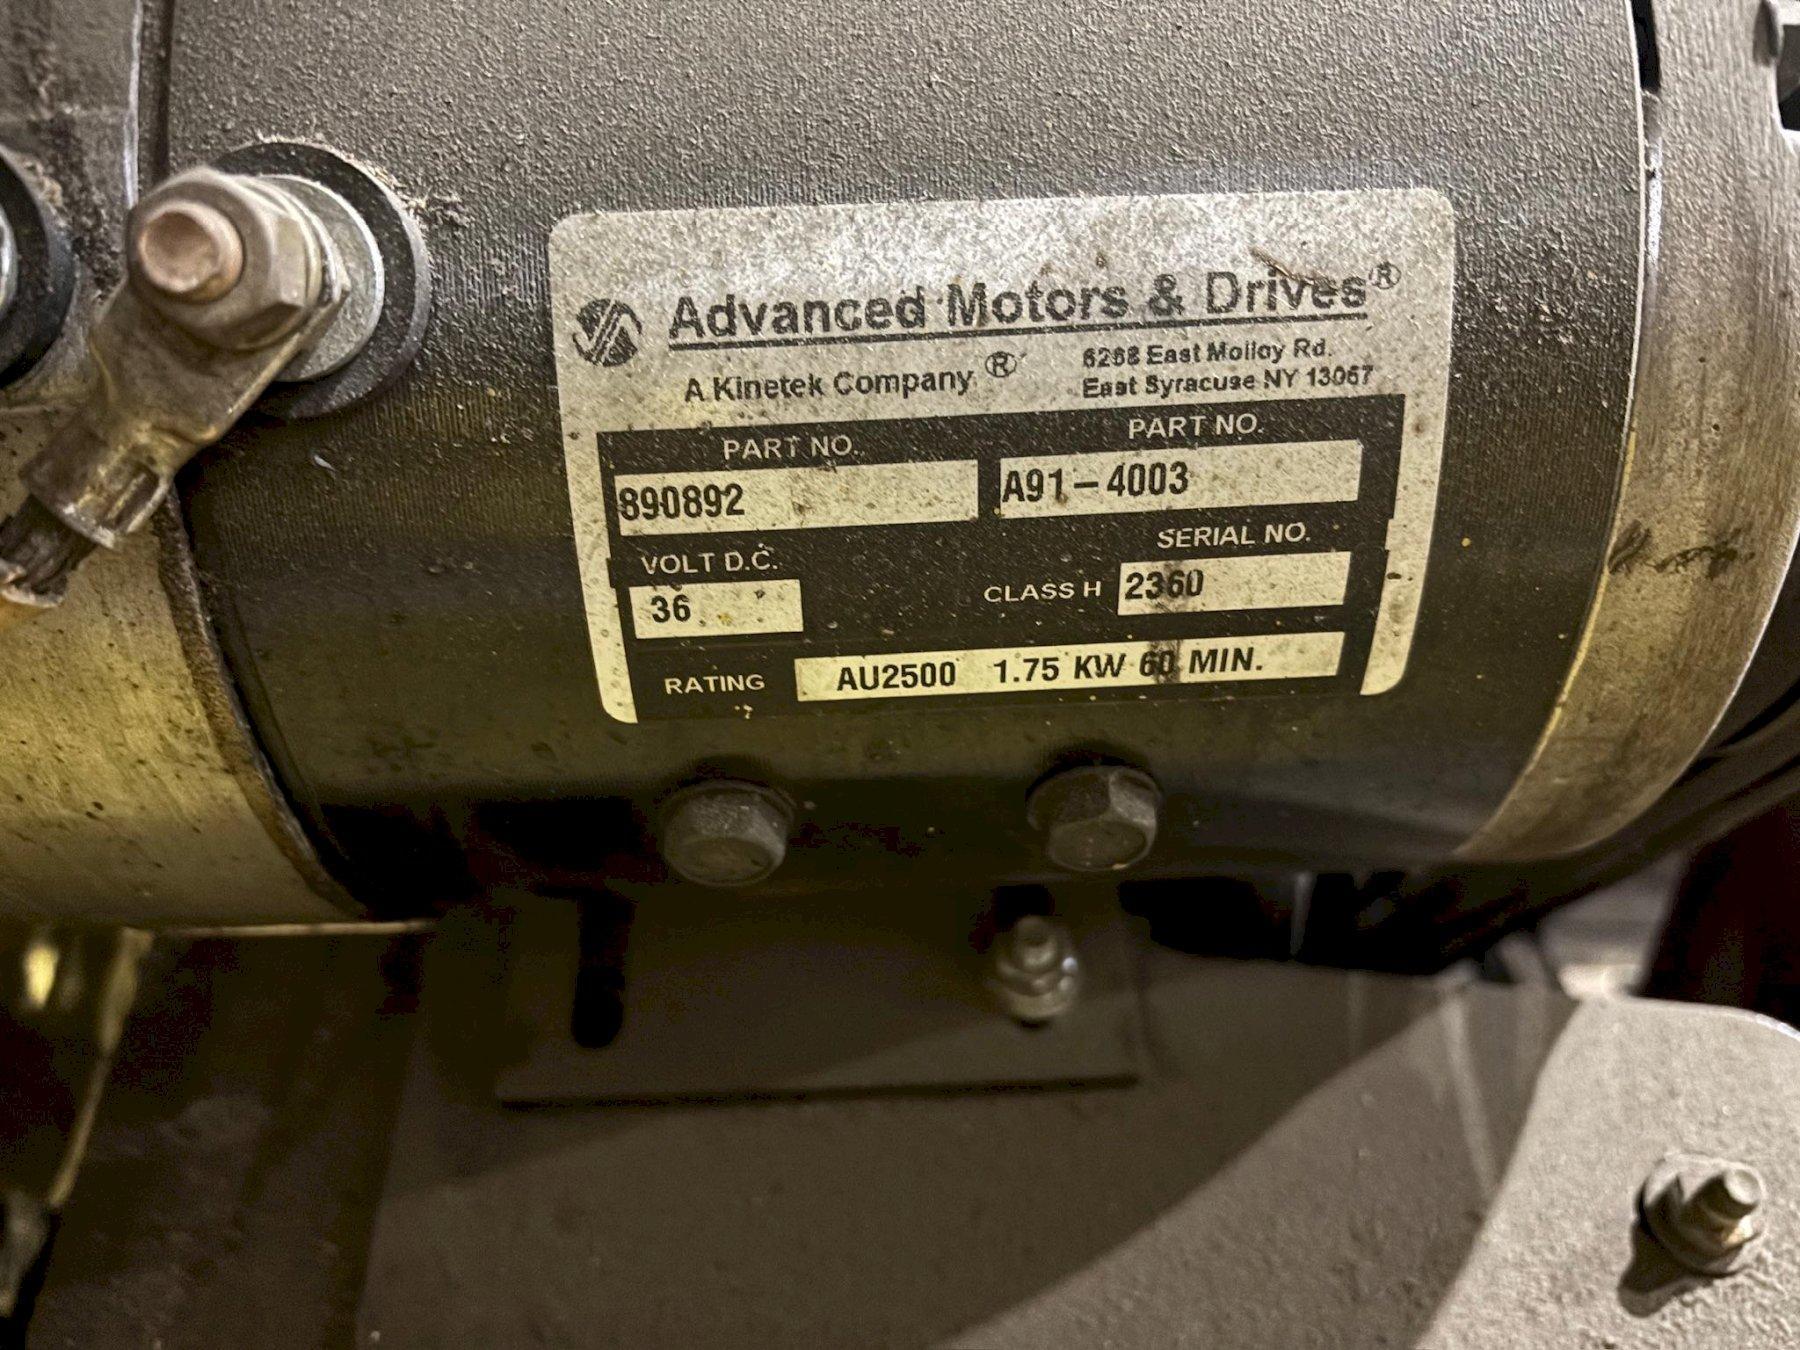 Advanced Motors & Drives®
A Kinetek Company ®
6268 East Molloy Rd.
East Syracuse NY 13057
PART NO.
890892
PART NO.
A91-4003
VOLT D.C.
36
CLASS H
SERIAL NO.
2360
RATING
AU2500 1.75 KW 60 MIN.